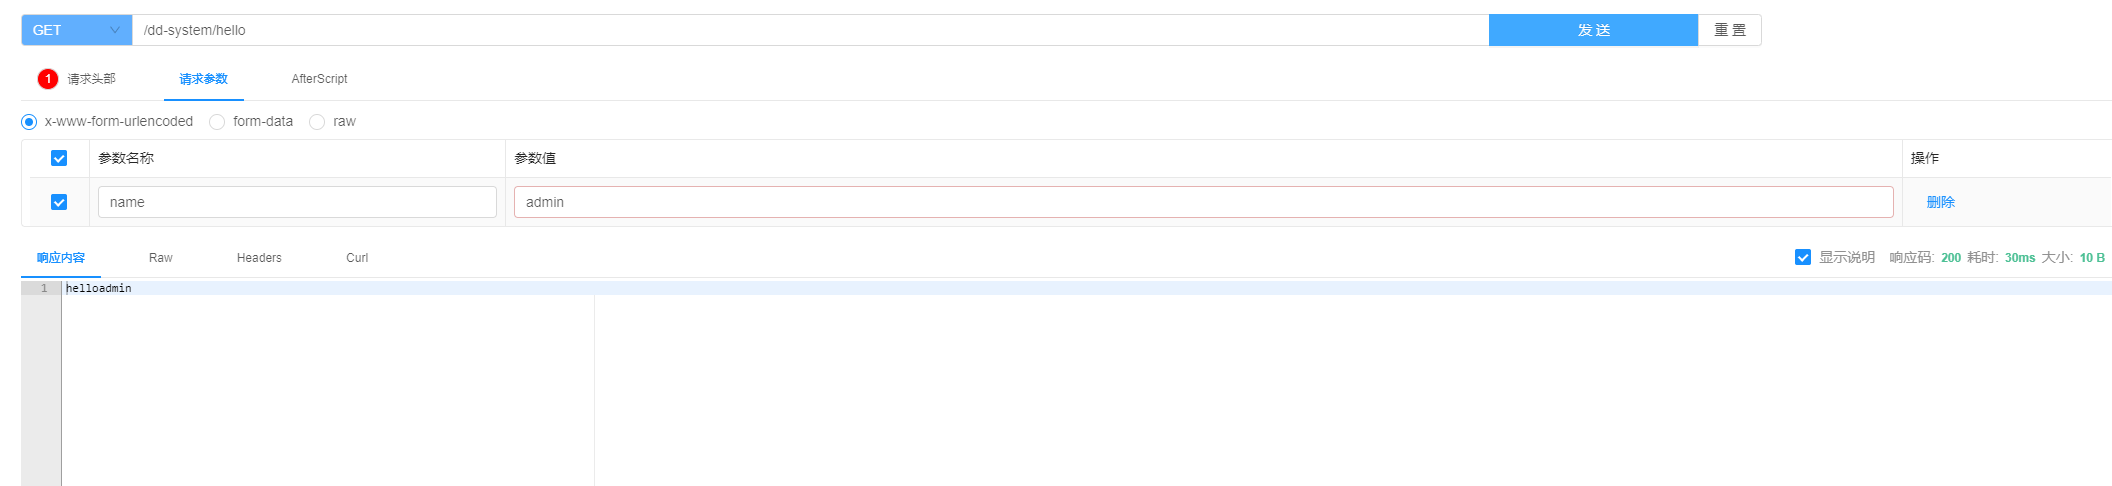 GET /dd-system/hello 发 送 重 置
1 请求头部 请求参数 AfterScript
x-www-form-urlencoded form-data raw
参数名称 参数值 操作
name admin 删除
响应内容 Raw Headers Curl 显示说明 响应码: 200 耗时: 30ms 大小: 10 B
1 helloadmin